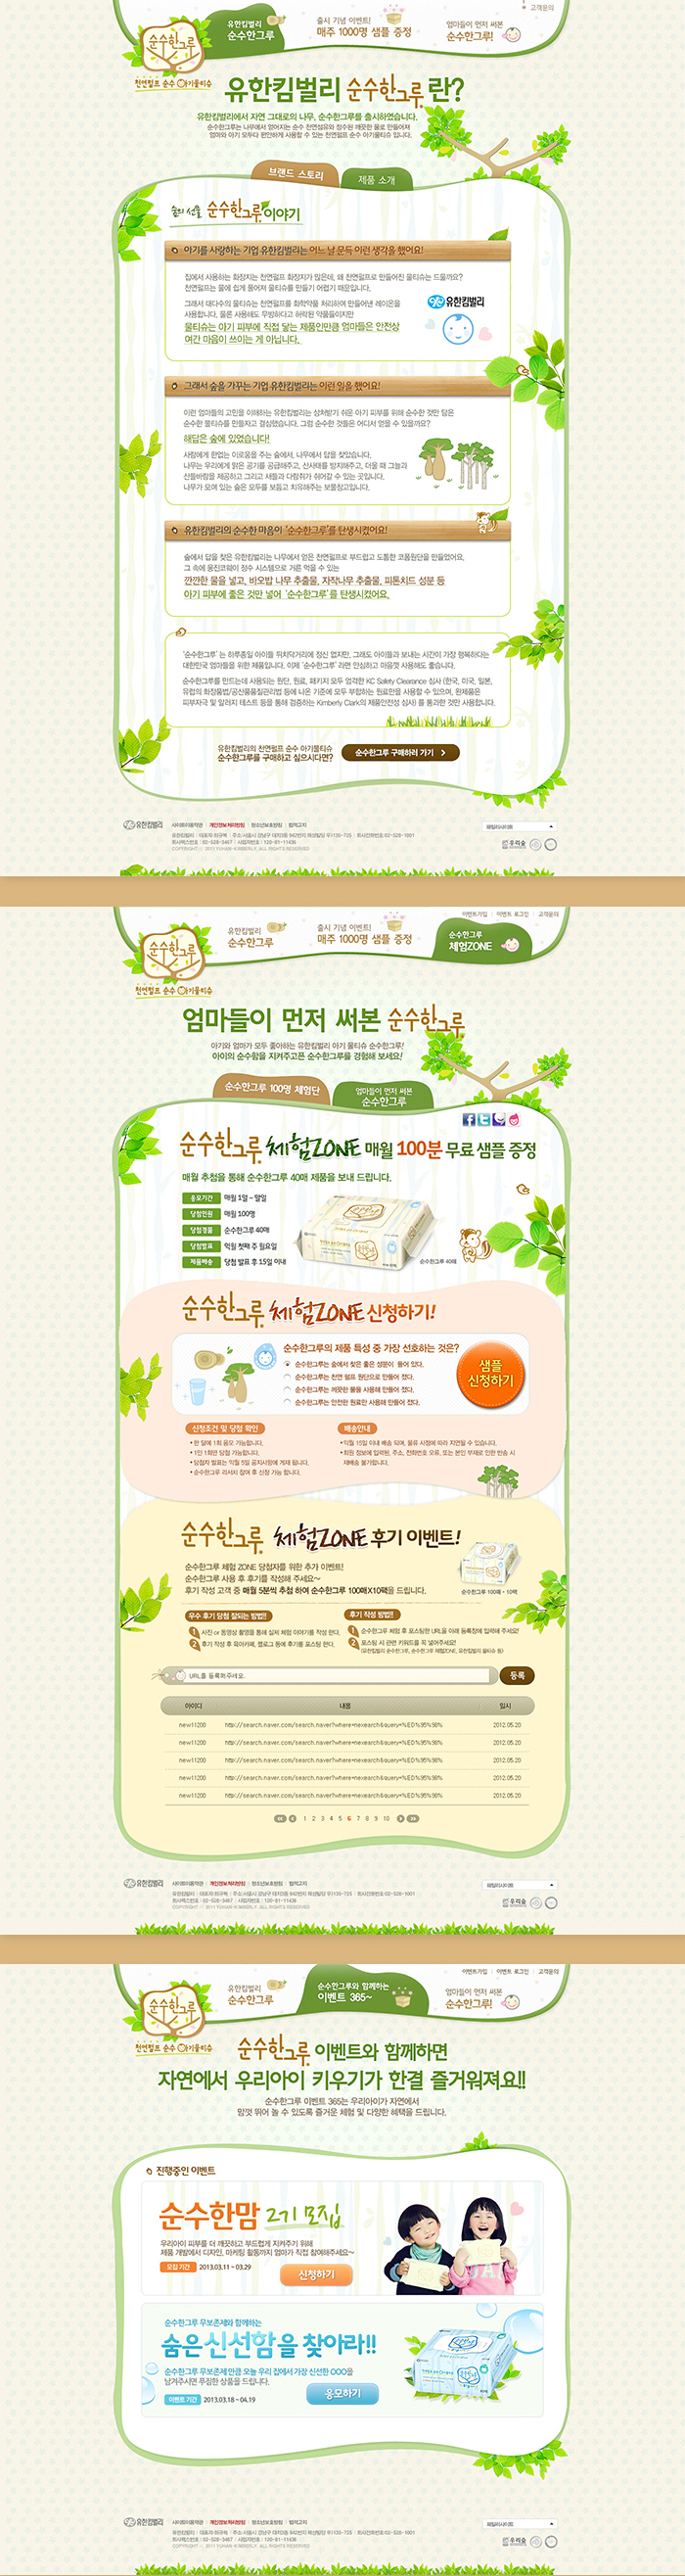 고객문의
순수한그루
천연펄프 순수 아기물티슈
유한킴벌리
순수한그루
출시 기념 이벤트!
매주 1000명 샘플 증정
엄마들이 먼저 써본
순수한그루!
유한킴벌리 순수한그루란?
유한킴벌리에서 자연 그대로의 나무, 순수한그루를 출시하였습니다.
순수한그루는 나무에서 얻어지는 순수 천연섬유와 정수된 깨끗한 물로 만들어져
엄마와 아기 모두다 편안하게 사용할 수 있는 천연펄프 순수 아기물티슈 입니다.
브랜드 스토리
제품 소개
숲의 선물 순수한그루 이야기
아기를 사랑하는 기업 유한킴벌리는 어느 날 문득 이런 생각을 했어요!
집에서 사용하는 화장지는 천연펄프 화장지가 많은데, 왜 천연펄프로 만들어진 물티슈는 드물까요?
천연펄프는 물에 쉽게 풀어져 물티슈를 만들기 어렵기 때문입니다.
그래서 대다수의 물티슈는 천연펄프를 화학약품 처리하여 만들어낸 레이온을
사용합니다. 물론 사용해도 무방하다고 허락된 약품들이지만
물티슈는 아기 피부에 직접 닿는 제품인만큼 엄마들은 안전상
여간 마음이 쓰이는 게 아닙니다.
유한킴벌리
그래서 숲을 가꾸는 기업 유한킴벌리는 이런 일을 했어요!
이런 엄마들의 고민을 이해하는 유한킴벌리는 상처받기 쉬운 아기 피부를 위해 순수한 것만 담은
순수한 물티슈를 만들자고 결심했습니다. 그럼 순수한 것들은 어디서 얻을 수 있을까요?
해답은 숲에 있었습니다!
사람에게 한없는 이로움을 주는 숲에서, 나무에서 답을 찾았습니다.
나무는 우리에게 맑은 공기를 공급해주고, 산사태를 방지해주고, 더울 때 그늘과
산들바람을 제공하고 그리고 새들과 다람쥐가 쉬어갈 수 있는 곳입니다.
나무가 모여 있는 숲은 모두를 보듬고 치유해주는 보물창고입니다.
유한킴벌리의 순수한 마음이 '순수한그루'를 탄생시켰어요!
숲에서 답을 찾은 유한킴벌리는 나무에서 얻은 천연펄프로 부드럽고 도톰한 코폼원단을 만들었어요.
그 속에 웅진코웨이 정수 시스템으로 거른 먹을 수 있는
깐깐한 물을 넣고, 바오밥 나무 추출물, 자작나무 추출물, 피톤치드 성분 등
아기 피부에 좋은 것만 넣어 '순수한그루'를 탄생시켰어요.
'순수한그루' 는 하루종일 아이들 뒤치닥거리에 정신 없지만, 그래도 아이들과 보내는 시간이 가장 행복하다는
대한민국 엄마들을 위한 제품입니다. 이제 '순수한그루' 라면 안심하고 마음껏 사용해도 좋습니다.
순수한그루를 만드는데 사용되는 원단, 원료, 패키지 모두 엄격한 KC Safety Clearance 심사 (한국, 미국, 일본,
유럽의 화장품법/공산품품질관리법 등에 나온 기준에 모두 부합하는 원료만을 사용할 수 있으며, 완제품은
피부자극 및 알러지 테스트 등을 통해 검증하는 Kimberly Clark의 제품안전성 심사) 를 통과한 것만 사용합니다.
유한킴벌리의 천연펄프 순수 아기물티슈
순수한그루를 구매하고 싶으시다면?
순수한그루 구매하러 가기
유한킴벌리
사이트이용약관 | 개인정보처리방침 | 청소년보호방침 | 법적고지
패밀리사이트
유한킴벌리 | 대표자:최규복 | 주소:서울시 강남구 대치3동 942번지 해성빌딩 우)135-725 | 회사전화번호:02-528-1001
회사팩스번호 : 02-528-3467 | 사업자번호 : 120-81-11436
COPYRIGHT ⓒ 2011 YUHAN-KIMBERLY. ALL RIGHTS RESERVED
우리숲
이벤트가입 | 이벤트 로그인 | 고객문의
순수한그루
천연펄프 순수 아기물티슈
유한킴벌리
순수한그루
출시 기념 이벤트!
매주 1000명 샘플 증정
순수한그루
체험ZONE
엄마들이 먼저 써본 순수한그루
아기와 엄마가 모두 좋아하는 유한킴벌리 아기 물티슈 순수한그루!
아이의 순수함을 지켜주고픈 순수한그루를 경험해 보세요!
순수한그루 100명 체험단
엄마들이 먼저 써본
순수한그루
순수한그루 체험ZONE 매월 100분 무료 샘플 증정
매월 추첨을 통해 순수한그루 40매 제품을 보내 드립니다.
응모기간 매월 1일 ~ 말일
당첨인원 매월 100명
당첨경품 순수한그루 40매
당첨발표 익월 첫째 주 월요일
제품배송 당첨 발표 후 15일 이내
순수한그루 40매
순수한그루 체험ZONE 신청하기!
순수한그루의 제품 특성 중 가장 선호하는 것은?
순수한그루는 숲에서 찾은 좋은 성분이 들어 있다.
순수한그루는 천연 펄프 원단으로 만들어 졌다.
순수한그루는 깨끗한 물을 사용해 만들어 졌다.
순수한그루는 안전한 원료만 사용해 만들어 졌다.
샘플
신청하기
신청조건 및 당첨 확인
• 한 달에 1회 응모 가능합니다.
• 1인 1회만 당첨 가능합니다.
• 당첨자 발표는 익월 5일 공지사항에 게재 됩니다.
• 순수한그루 리서치 참여 후 신청 가능 합니다.
배송안내
• 익월 15일 이내 배송 되며, 물류 사정에 따라 지연될 수 있습니다.
• 회원 정보에 입력된, 주소, 전화번호 오류, 또는 본인 부재로 인한 반송 시
재배송 불가합니다.
순수한그루 체험ZONE 후기 이벤트!
순수한그루 체험 ZONE 당첨자를 위한 추가 이벤트!
순수한그루 사용 후 후기를 작성해 주세요~
후기 작성 고객 중 매월 5분씩 추첨 하여 순수한그루 100매X10팩을 드립니다.
순수한그루 100매 * 10팩
우수 후기 당첨 잘되는 방법!!
1 사진 or 동영상 촬영을 통해 실제 체험 이야기를 작성 한다.
2 후기 작성 후 육아카페, 블로그 등에 후기를 포스팅 한다.
후기 작성 방법!!
1 순수한그루 체험 후 포스팅한 URL을 아래 등록창에 입력해 주세요!
2 포스팅 시 관련 키워드를 꼭 넣어주세요!!
(유한킴벌리 순수한그루, 순수한그루 체험ZONE, 유한킴벌리 물티슈 등)
URL을 등록해주세요.
등록
아이디 내용 일시
new11200 http://search.naver.com/search.naver?where=nexearch&query=%ED%95%98% 2012.05.20
new11200 http://search.naver.com/search.naver?where=nexearch&query=%ED%95%98% 2012.05.20
new11200 http://search.naver.com/search.naver?where=nexearch&query=%ED%95%98% 2012.05.20
new11200 http://search.naver.com/search.naver?where=nexearch&query=%ED%95%98% 2012.05.20
new11200 http://search.naver.com/search.naver?where=nexearch&query=%ED%95%98% 2012.05.20
1 2 3 4 5 6 7 8 9 10
유한킴벌리
사이트이용약관 | 개인정보처리방침 | 청소년보호방침 | 법적고지
패밀리사이트
유한킴벌리 | 대표자:최규복 | 주소:서울시 강남구 대치3동 942번지 해성빌딩 우)135-725 | 회사전화번호:02-528-1001
회사팩스번호 : 02-528-3467 | 사업자번호 : 120-81-11436
COPYRIGHT ⓒ 2011 YUHAN-KIMBERLY. ALL RIGHTS RESERVED
우리숲
이벤트가입 | 이벤트 로그인 | 고객문의
순수한그루
천연펄프 순수 아기물티슈
유한킴벌리
순수한그루
순수한그루와 함께하는
이벤트 365~
엄마들이 먼저 써본
순수한그루!
순수한그루 이벤트와 함께하면
자연에서 우리아이 키우기가 한결 즐거워져요!!
순수한그루 이벤트 365는 우리아이가 자연에서
맘껏 뛰어 놀 수 있도록 즐거운 체험 및 다양한 혜택을 드립니다.
진행중인 이벤트
순수한맘 2기 모집
우리아이 피부를 더 깨끗하고 부드럽게 지켜주기 위해
제품 개발에서 디자인, 마케팅 활동까지 엄마가 직접 참여해주세요~
모집 기간 2013.03.11 ~ 03.29
신청하기
순수한그루 무보존제와 함께하는
숨은 신선함을 찾아라!!
순수한그루 무보존제 만큼 오늘 우리 집에서 가장 신선한 OOO을
남겨주시면 푸짐한 상품을 드립니다.
이벤트 기간 2013.03.18 ~ 04.19
응모하기
유한킴벌리
사이트이용약관 | 개인정보처리방침 | 청소년보호방침 | 법적고지
패밀리사이트
유한킴벌리 | 대표자:최규복 | 주소:서울시 강남구 대치3동 942번지 해성빌딩 우)135-725 | 회사전화번호:02-528-1001
회사팩스번호 : 02-528-3467 | 사업자번호 : 120-81-11436
COPYRIGHT ⓒ 2011 YUHAN-KIMBERLY. ALL RIGHTS RESERVED
우리숲